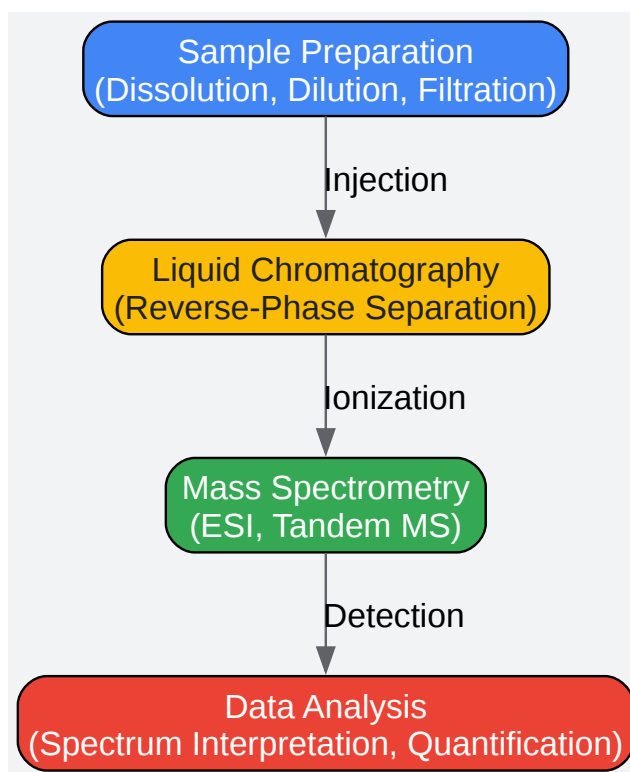 Sample Preparation
(Dissolution, Dilution, Filtration)
Injection
Liquid Chromatography
(Reverse-Phase Separation)
Ionization
Mass Spectrometry
(ESI, Tandem MS)
Detection
Data Analysis
(Spectrum Interpretation, Quantification)